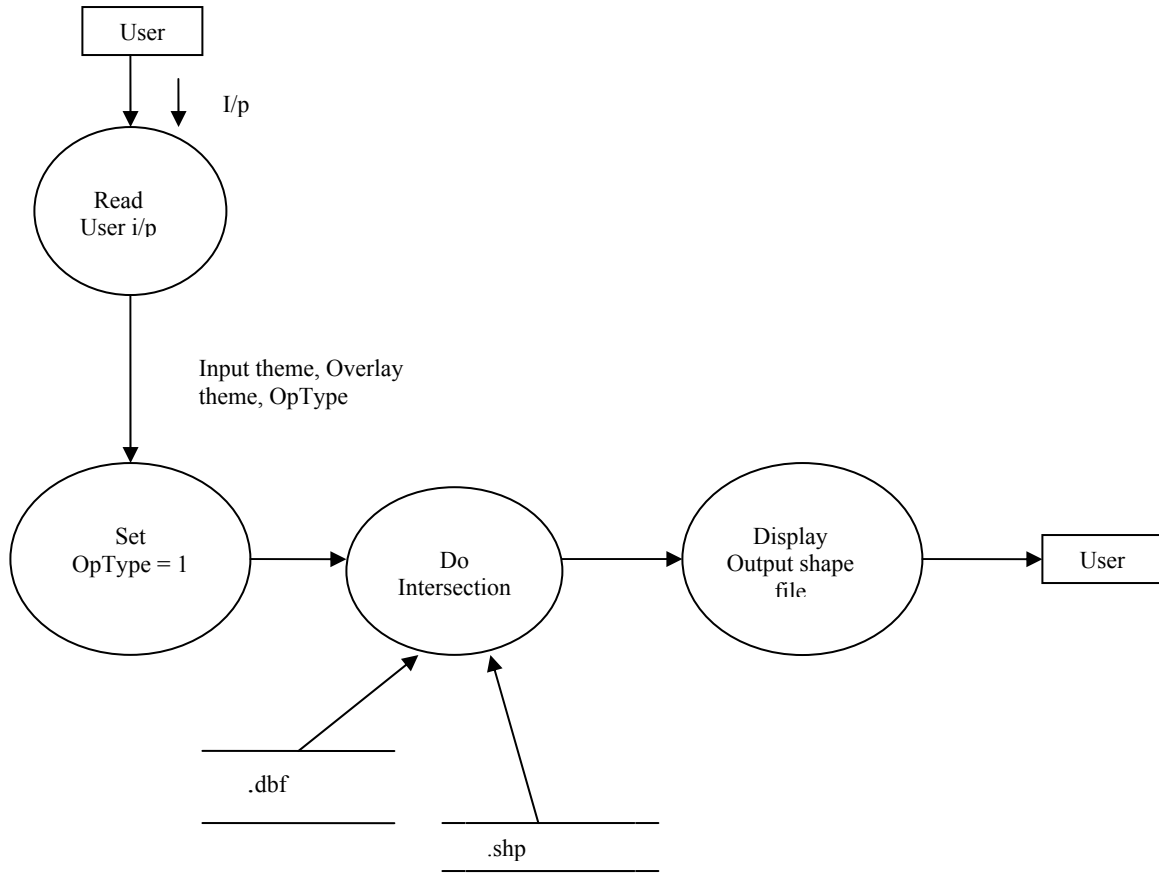 User
I/p
Read
User i/p
Input theme, Overlay
theme, OpType
Set
OpType = 1
Do
Intersection
Display
Output shape
file
User
.dbf
.shp